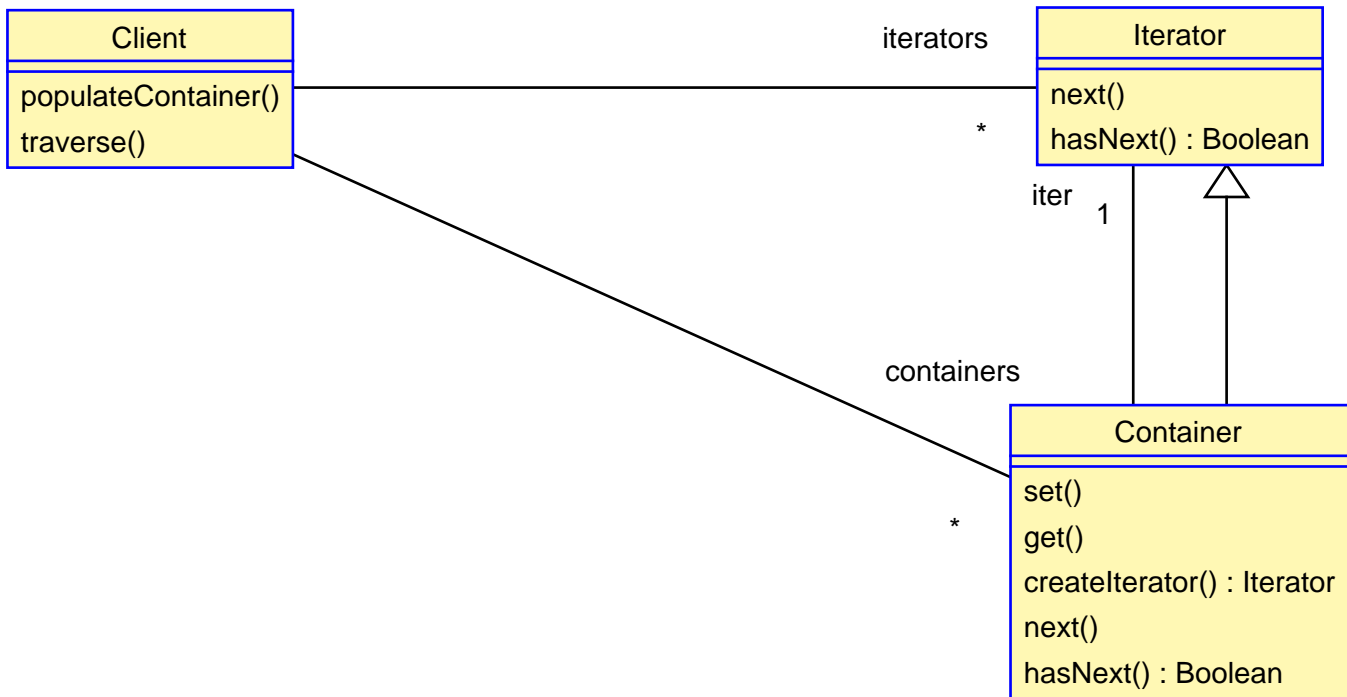 Client
populateContainer()
traverse()
iterators
*
Iterator
next()
hasNext() : Boolean
iter
1
containers
*
Container
set()
get()
createIterator() : Iterator
next()
hasNext() : Boolean